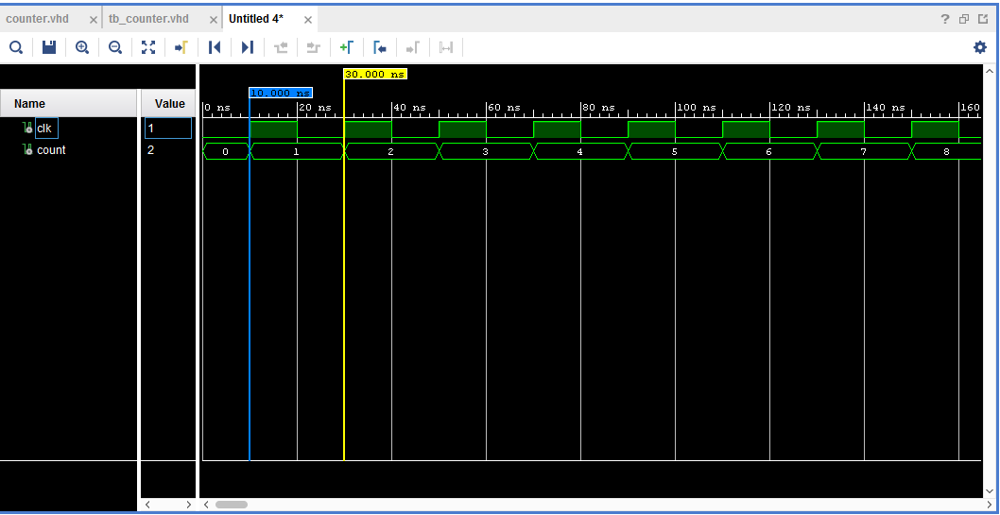 counter.vhd × tb_counter.vhd × Untitled 4* × ?
30.000 ns
10.000 ns
Name Value
0 ns 20 ns 40 ns 60 ns 80 ns 100 ns 120 ns 140 ns 160
clk 1
count 2 0 1 2 3 4 5 6 7 8